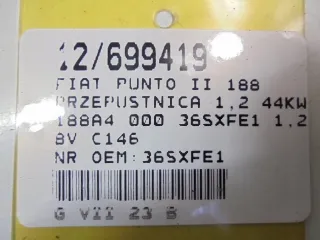 12/699419
FIAT PUNTO II 188
PRZEPUSTNICA 1,2 44KW
188A4 000 36SXFE1 1,2
8V C146
NR OEM:36SXFE1
G VII 23 B